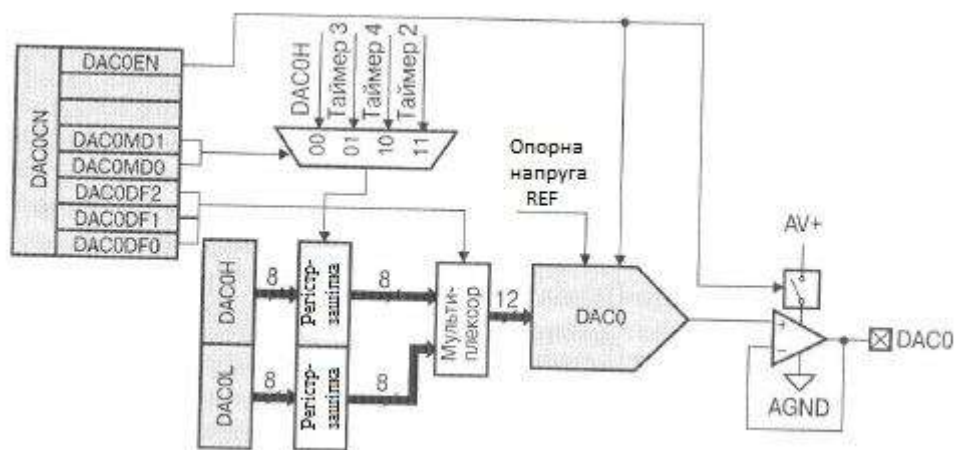 DAC0CN
DAC0EN
DAC0MD1
DAC0MD0
DAC0DF2
DAC0DF1
DAC0DF0
DAC0H
Таймер 3
Таймер 4
Таймер 2
00
01
10
11
Опорна
напруга
REF
AV+
DAC0H
8
Регістр-
защіпка
8
Мульти-
плексор
12
DAC0
+
−
DAC0
AGND
DAC0L
8
Регістр-
защіпка
8